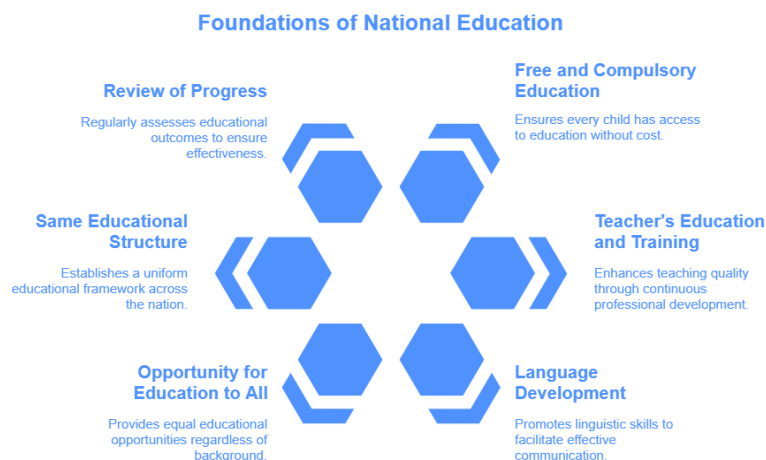 Foundations of National Education
Review of Progress
Regularly assesses educational
outcomes to ensure
effectiveness.
Free and Compulsory
Education
Ensures every child has access
to education without cost.
Same Educational
Structure
Establishes a uniform
educational framework across
the nation.
Teacher's Education
and Training
Enhances teaching quality
through continuous
professional development.
Opportunity for
Education to All
Provides equal educational
opportunities regardless of
background.
Language
Development
Promotes linguistic skills to
facilitate effective
communication.